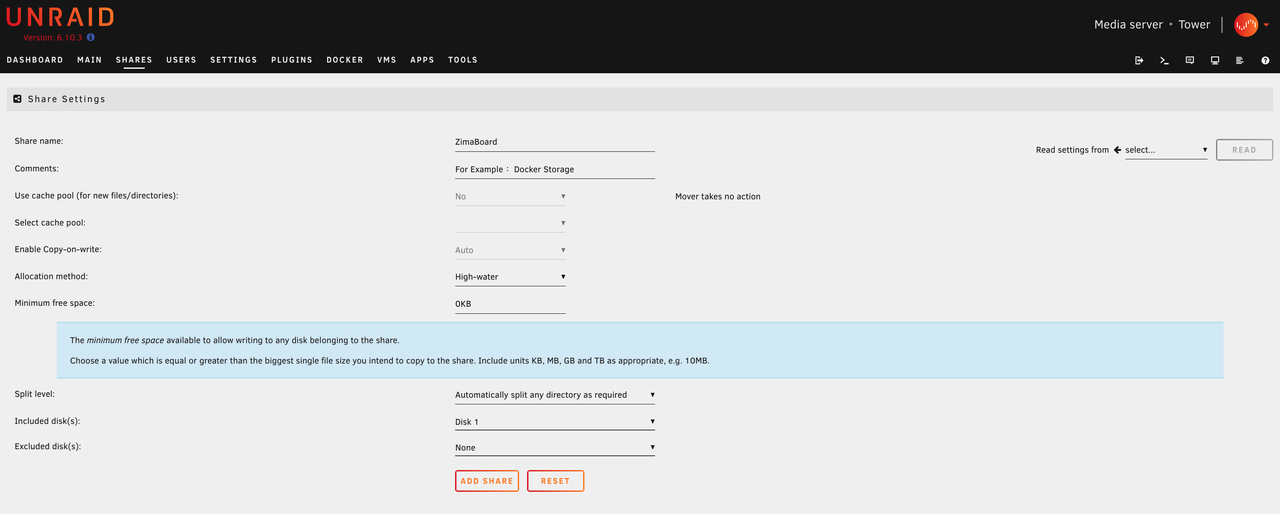 UNRAID
Version: 6.10.3
Media server • Tower
DASHBOARD MAIN SHARES USERS SETTINGS PLUGINS DOCKER VMS APPS TOOLS
Share Settings
Share name: ZimaBoard
Read settings from select... READ
Comments: For Example： Docker Storage
Use cache pool (for new files/directories): No Mover takes no action
Select cache pool:
Enable Copy-on-write: Auto
Allocation method: High-water
Minimum free space: 0KB
The minimum free space available to allow writing to any disk belonging to the share.
Choose a value which is equal or greater than the biggest single file size you intend to copy to the share. Include units KB, MB, GB and TB as appropriate, e.g. 10MB.
Split level: Automatically split any directory as required
Included disk(s): Disk 1
Excluded disk(s): None
ADD SHARE RESET